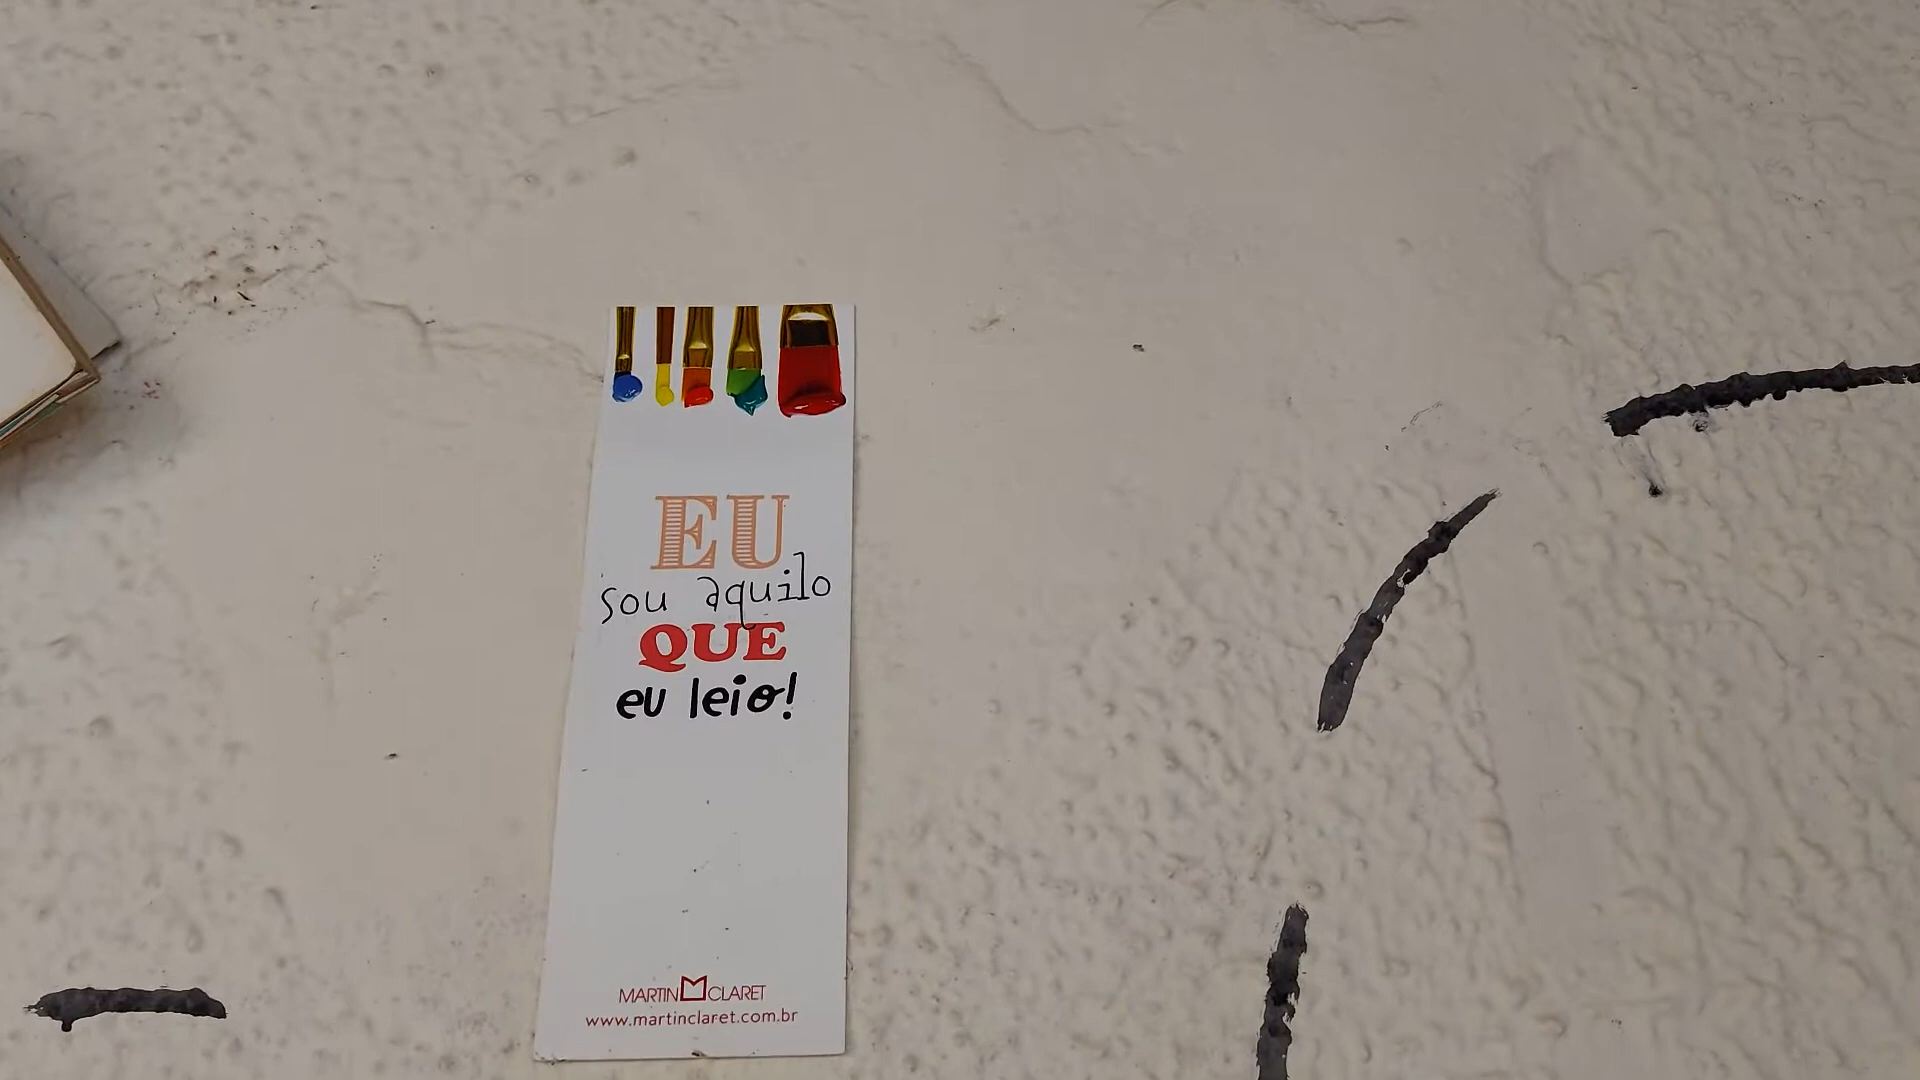 EU
sou aquilo
QUE
eu leio!
MARTIN CLARET
www.martinclaret.com.br